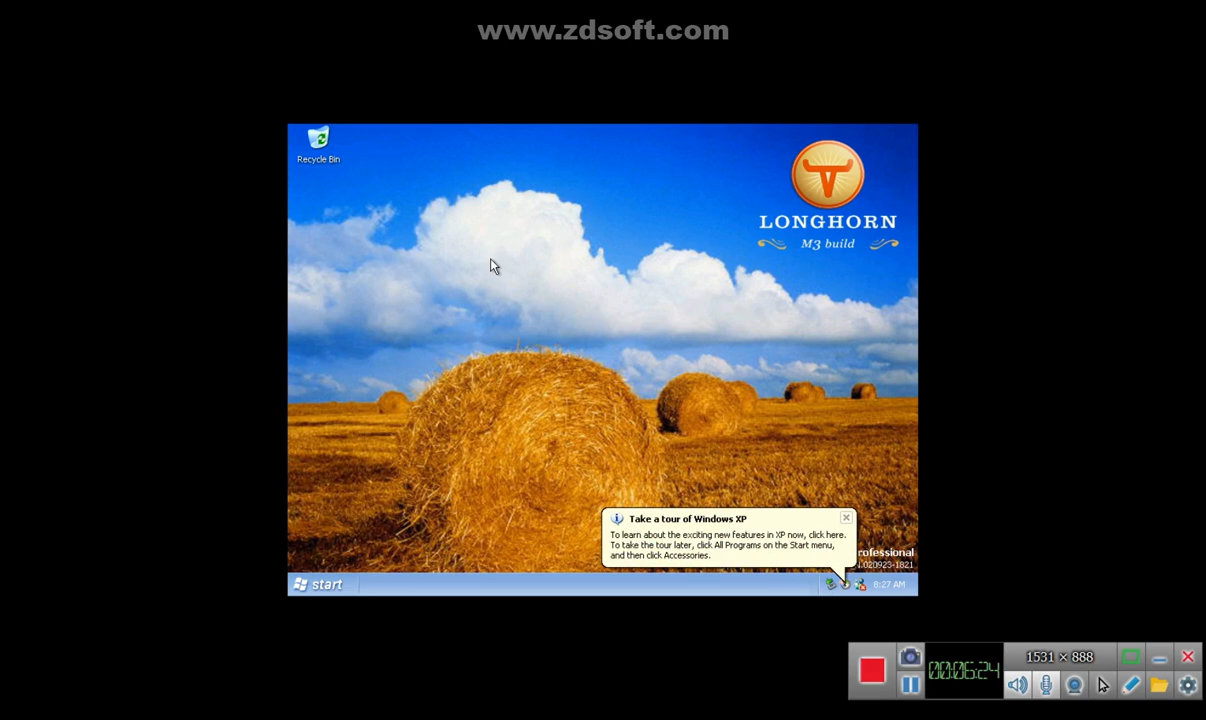 www.zdsoft.com
Recycle Bin
LONGHORN
M3 build
Take a tour of Windows XP
To learn about the exciting new features in XP now, click here.
To take the tour later, click All Programs on the Start menu,
and then click Accessories.
rofessional
.020923-1821
start
8:27 AM
1531 × 888
00:06:24